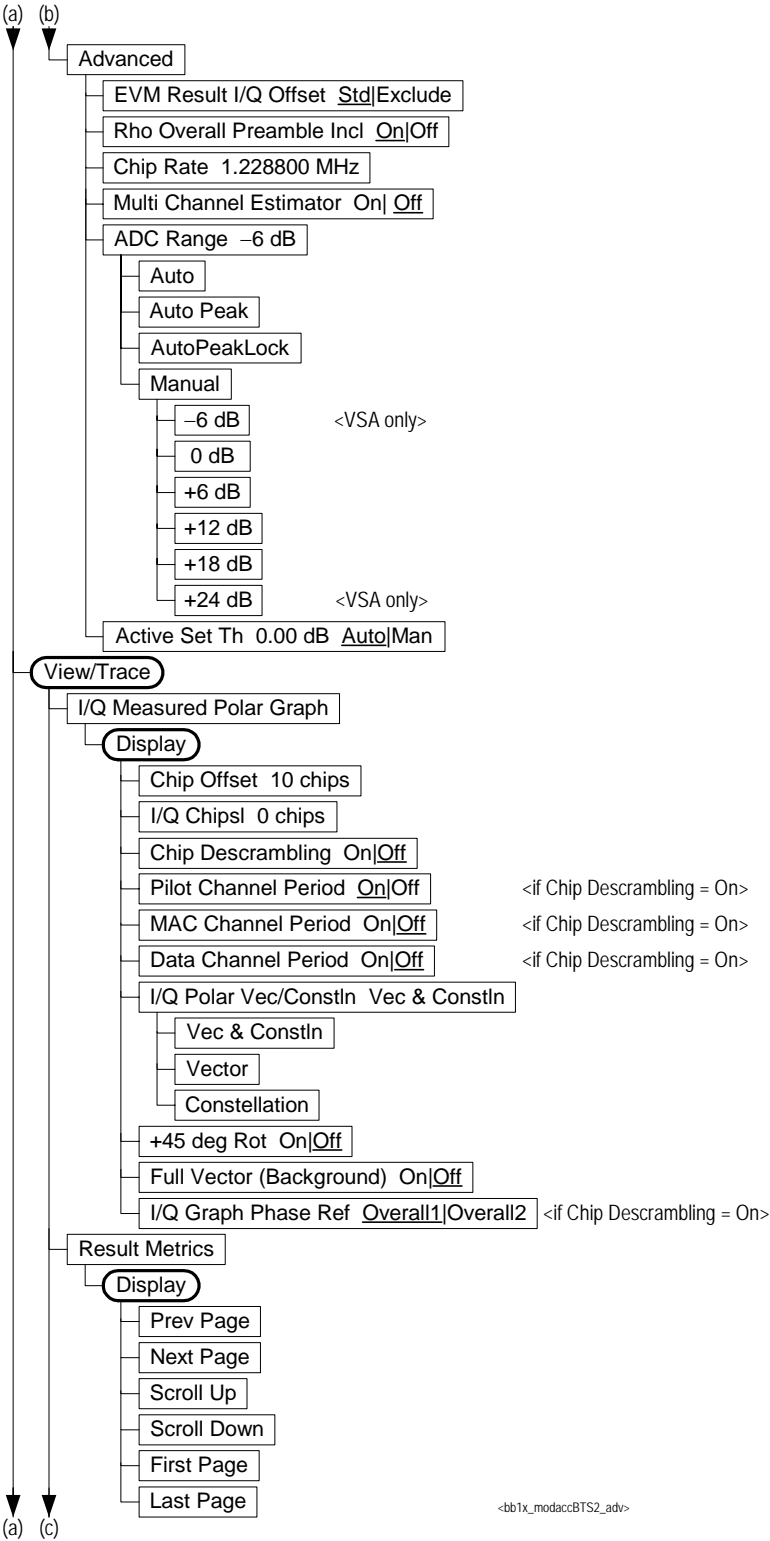 (a) (b)
Advanced
EVM Result I/Q Offset Std|Exclude
Rho Overall Preamble Incl On|Off
Chip Rate 1.228800 MHz
Multi Channel Estimator On| Off
ADC Range −6 dB
Auto
Auto Peak
AutoPeakLock
Manual
−6 dB <VSA only>
0 dB
+6 dB
+12 dB
+18 dB
+24 dB <VSA only>
Active Set Th 0.00 dB Auto|Man
View/Trace
I/Q Measured Polar Graph
Display
Chip Offset 10 chips
I/Q Chipsl 0 chips
Chip Descrambling On|Off
Pilot Channel Period On|Off <if Chip Descrambling = On>
MAC Channel Period On|Off <if Chip Descrambling = On>
Data Channel Period On|Off <if Chip Descrambling = On>
I/Q Polar Vec/Constln Vec & Constln
Vec & Constln
Vector
Constellation
+45 deg Rot On|Off
Full Vector (Background) On|Off
I/Q Graph Phase Ref Overall1|Overall2 <if Chip Descrambling = On>
Result Metrics
Display
Prev Page
Next Page
Scroll Up
Scroll Down
First Page
Last Page <bb1x_modaccBTS2_adv>
(a) (c)